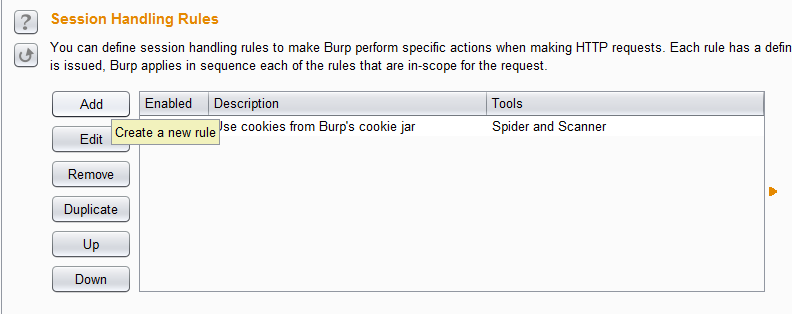 Session Handling Rules
You can define session handling rules to make Burp perform specific actions when making HTTP requests. Each rule has a
is issued, Burp applies in sequence each of the rules that are in-scope for the request.
Add
Enabled Description Tools
Edit
Create a new rule
cookies from Burp's cookie jar Spider and Scanner
Remove
Duplicate
Up
Down